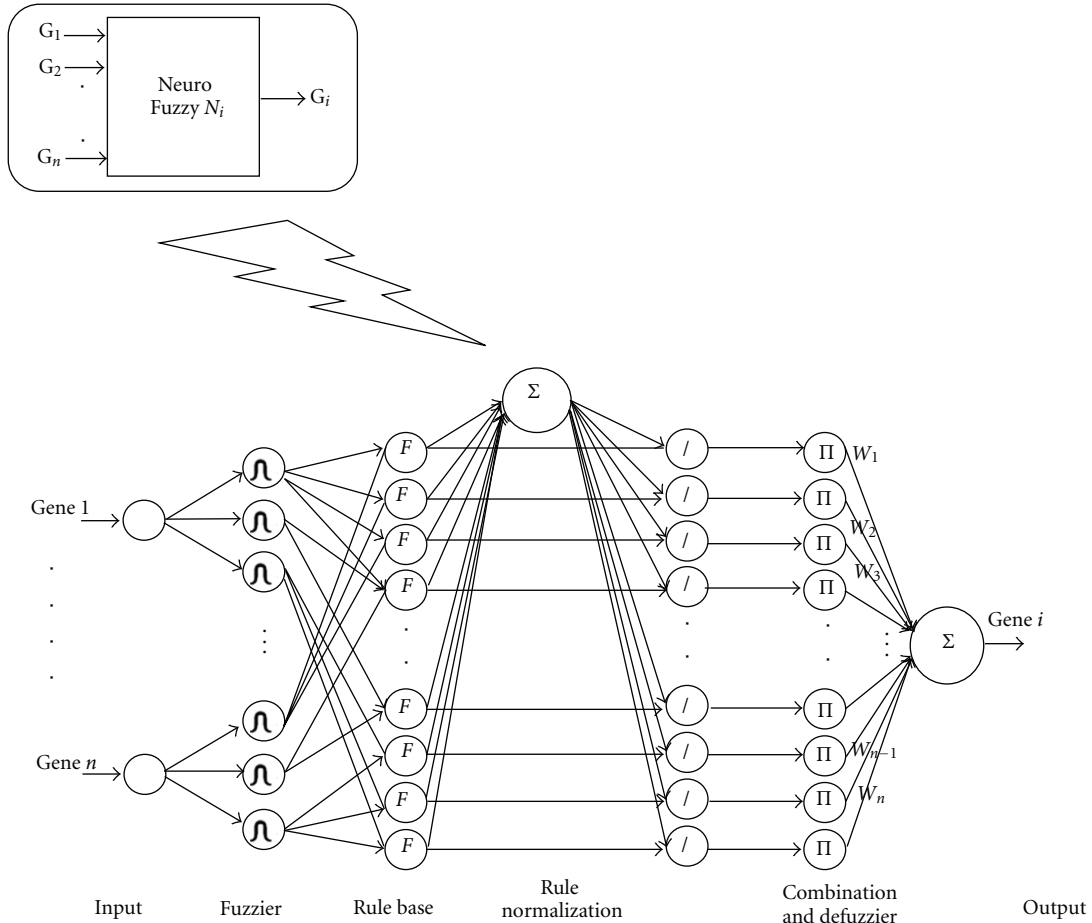 G1
G2
.
.
Gn
Neuro
Fuzzy Ni
Gi
Σ
F
F
F
F
.
.
F
F
F
F
/
/
/
/
.
.
/
/
/
/
Π
Π
Π
Π
.
.
Π
Π
Π
Π
W1
W2
W3
Wn−1
Wn
Gene 1
.
.
.
.
Gene n
Σ
Gene i
Input
Fuzzier
Rule base
Rule
normalization
Combination
and defuzzier
Output